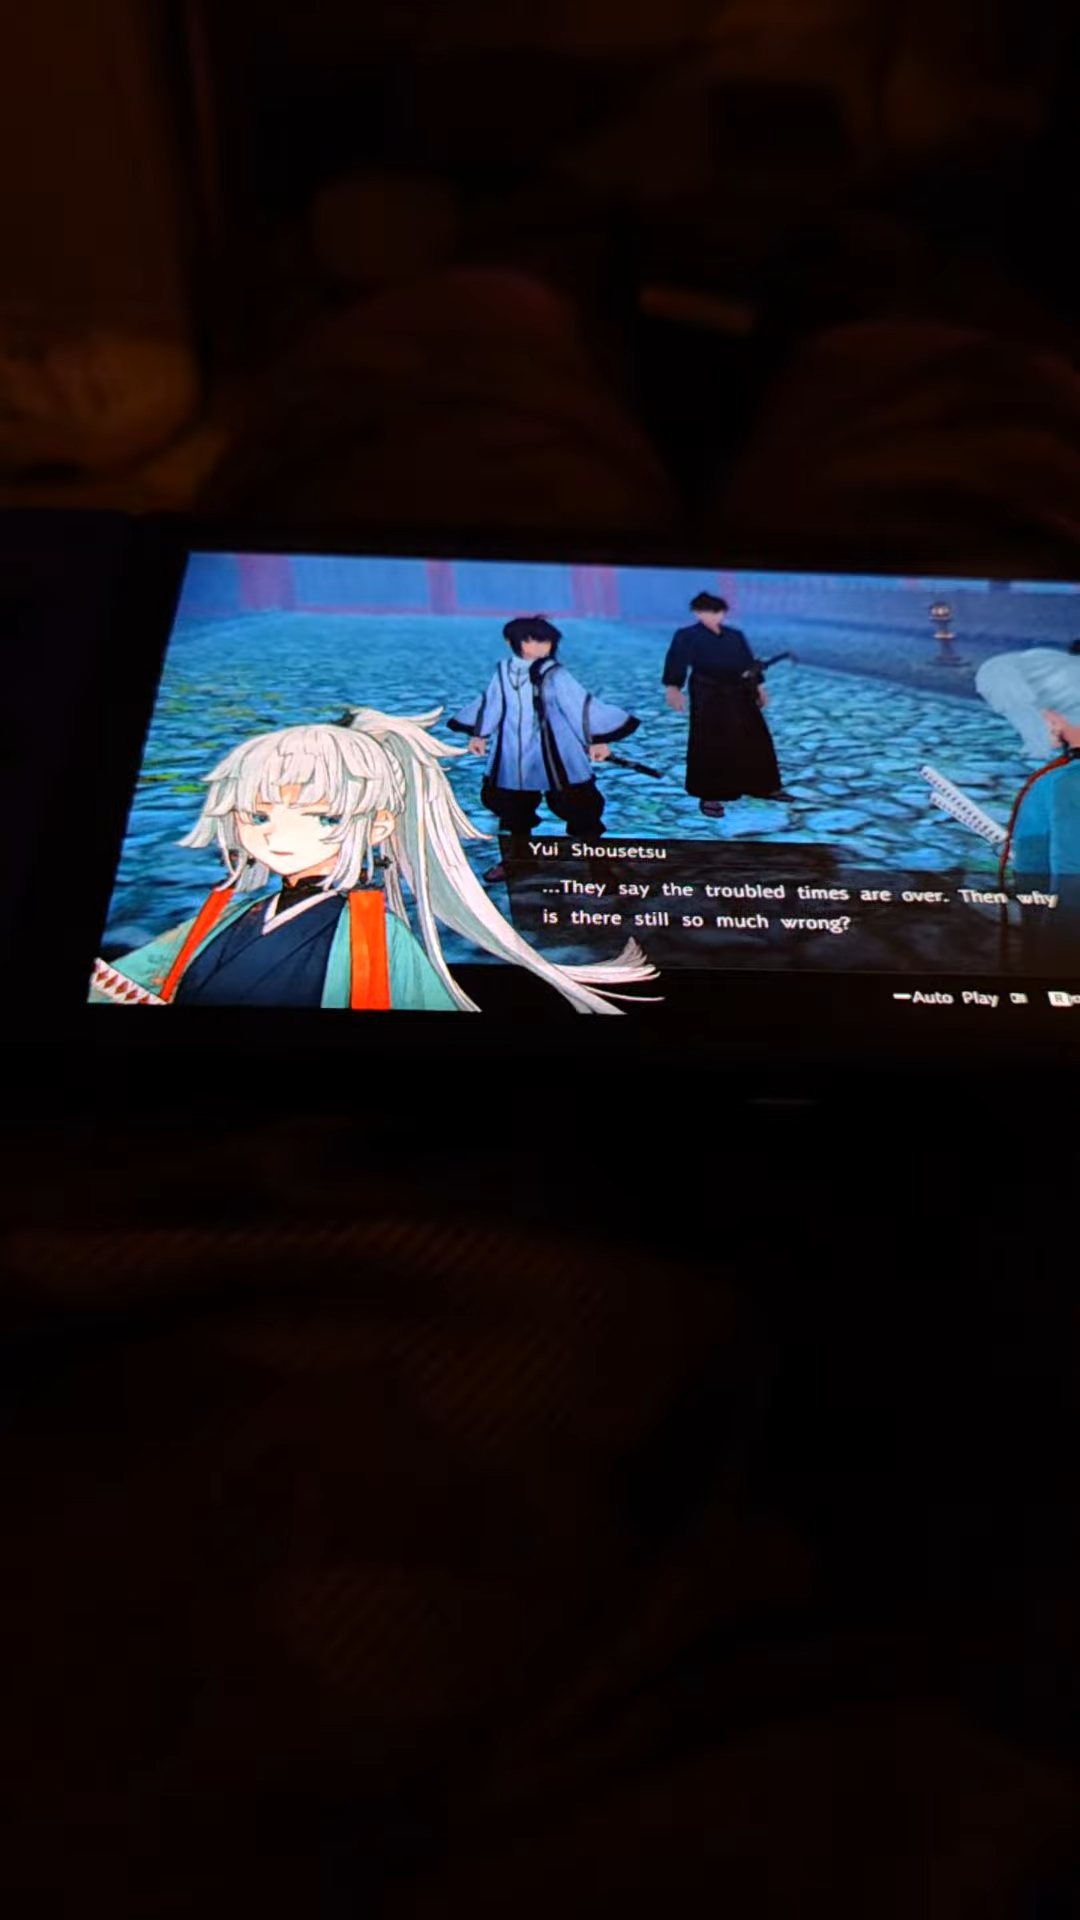 Yui Shousetsu
...They say the troubled times are over. Then why
is there still so much wrong?
Auto Play
R